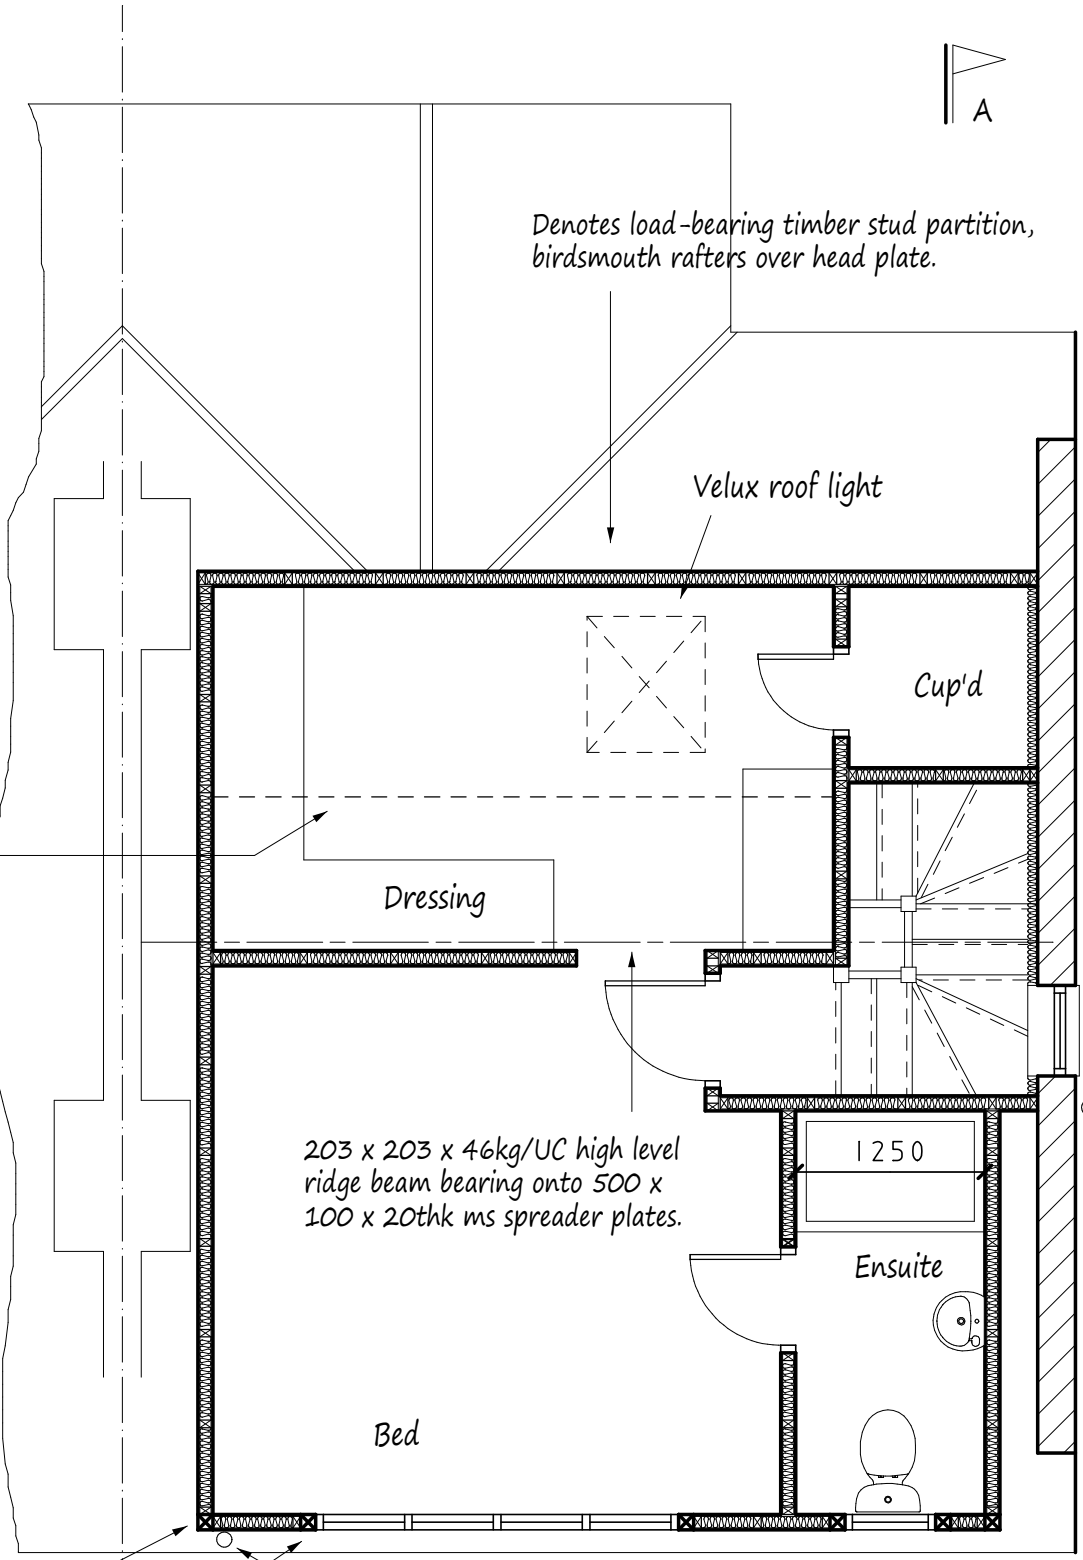 A
Denotes load-bearing timber stud partition,
birdsmouth rafters over head plate.
Velux roof light
Cup'd
Dressing
203 x 203 x 46kg/UC high level
ridge beam bearing onto 500 x
100 x 20thk ms spreader plates.
1250
Ensuite
Bed